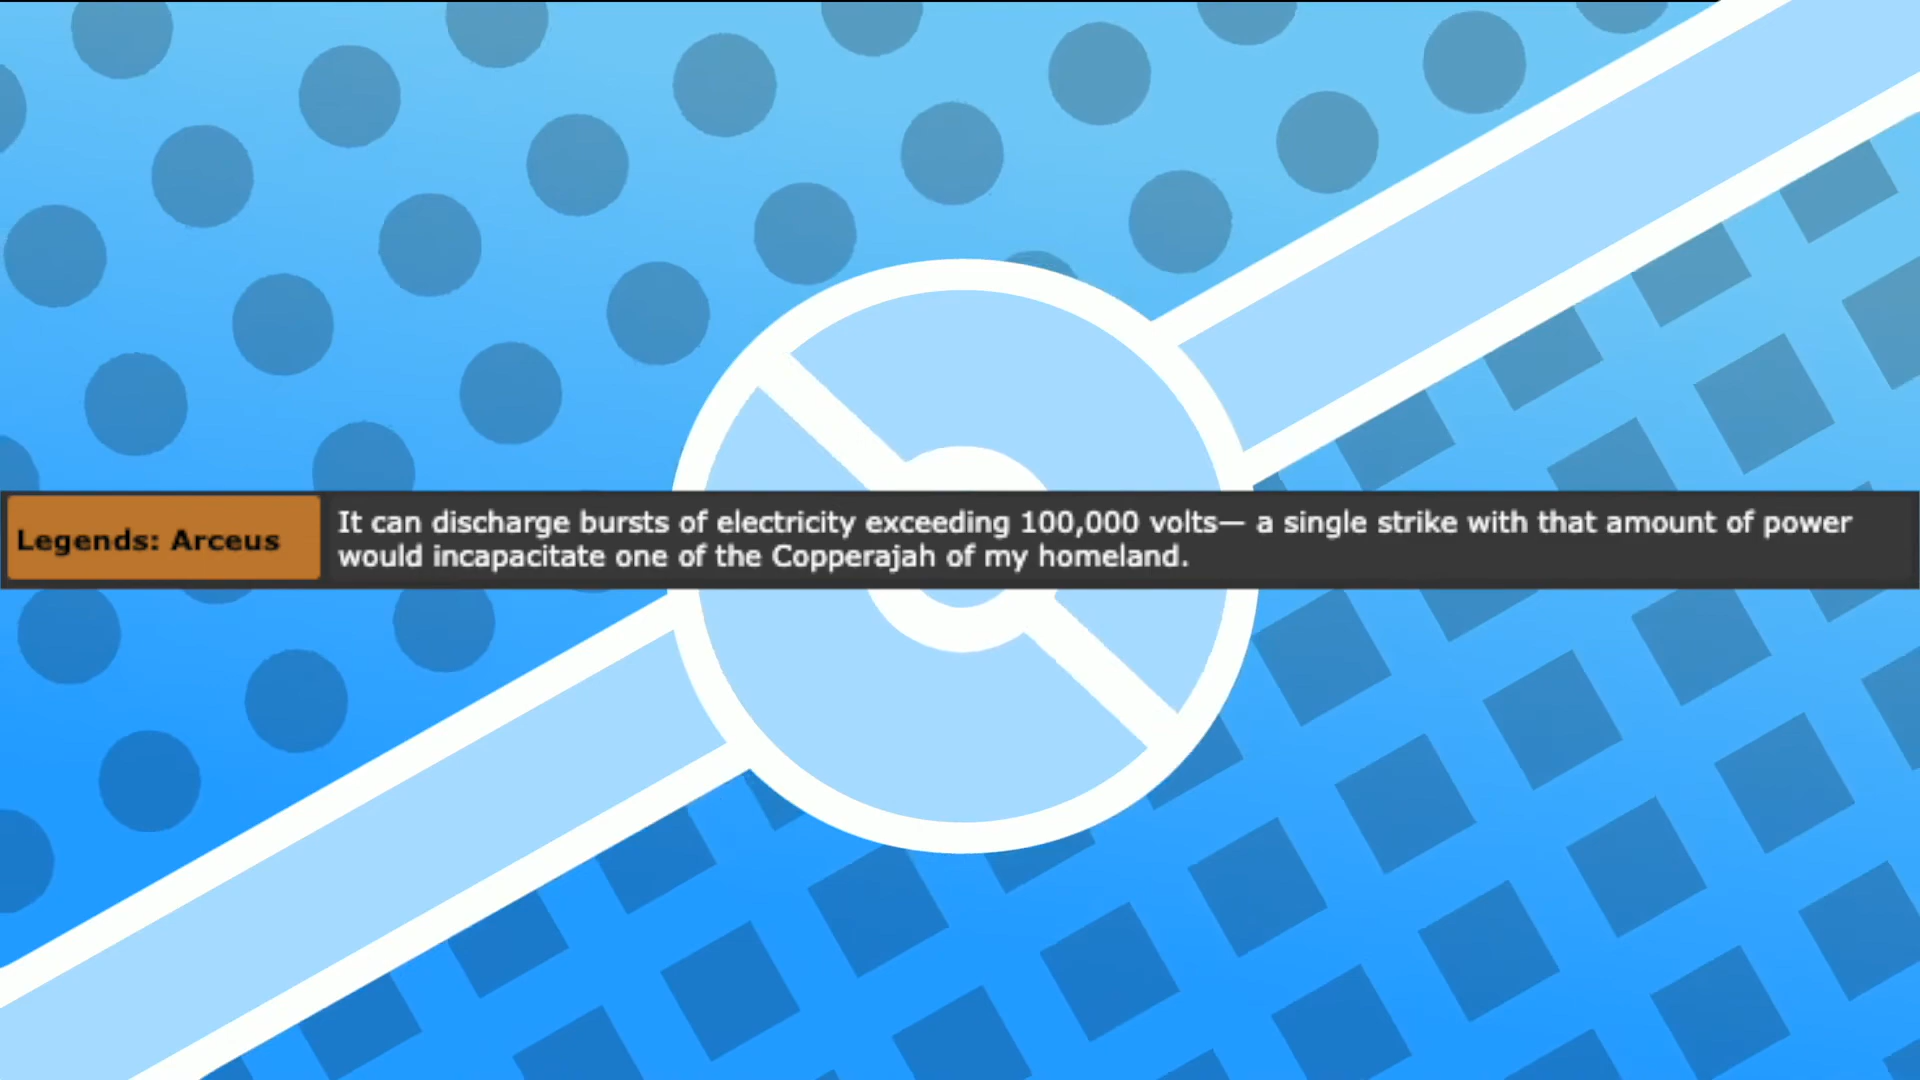 Legends: Arceus
It can discharge bursts of electricity exceeding 100,000 volts— a single strike with that amount of power
would incapacitate one of the Copperajah of my homeland.